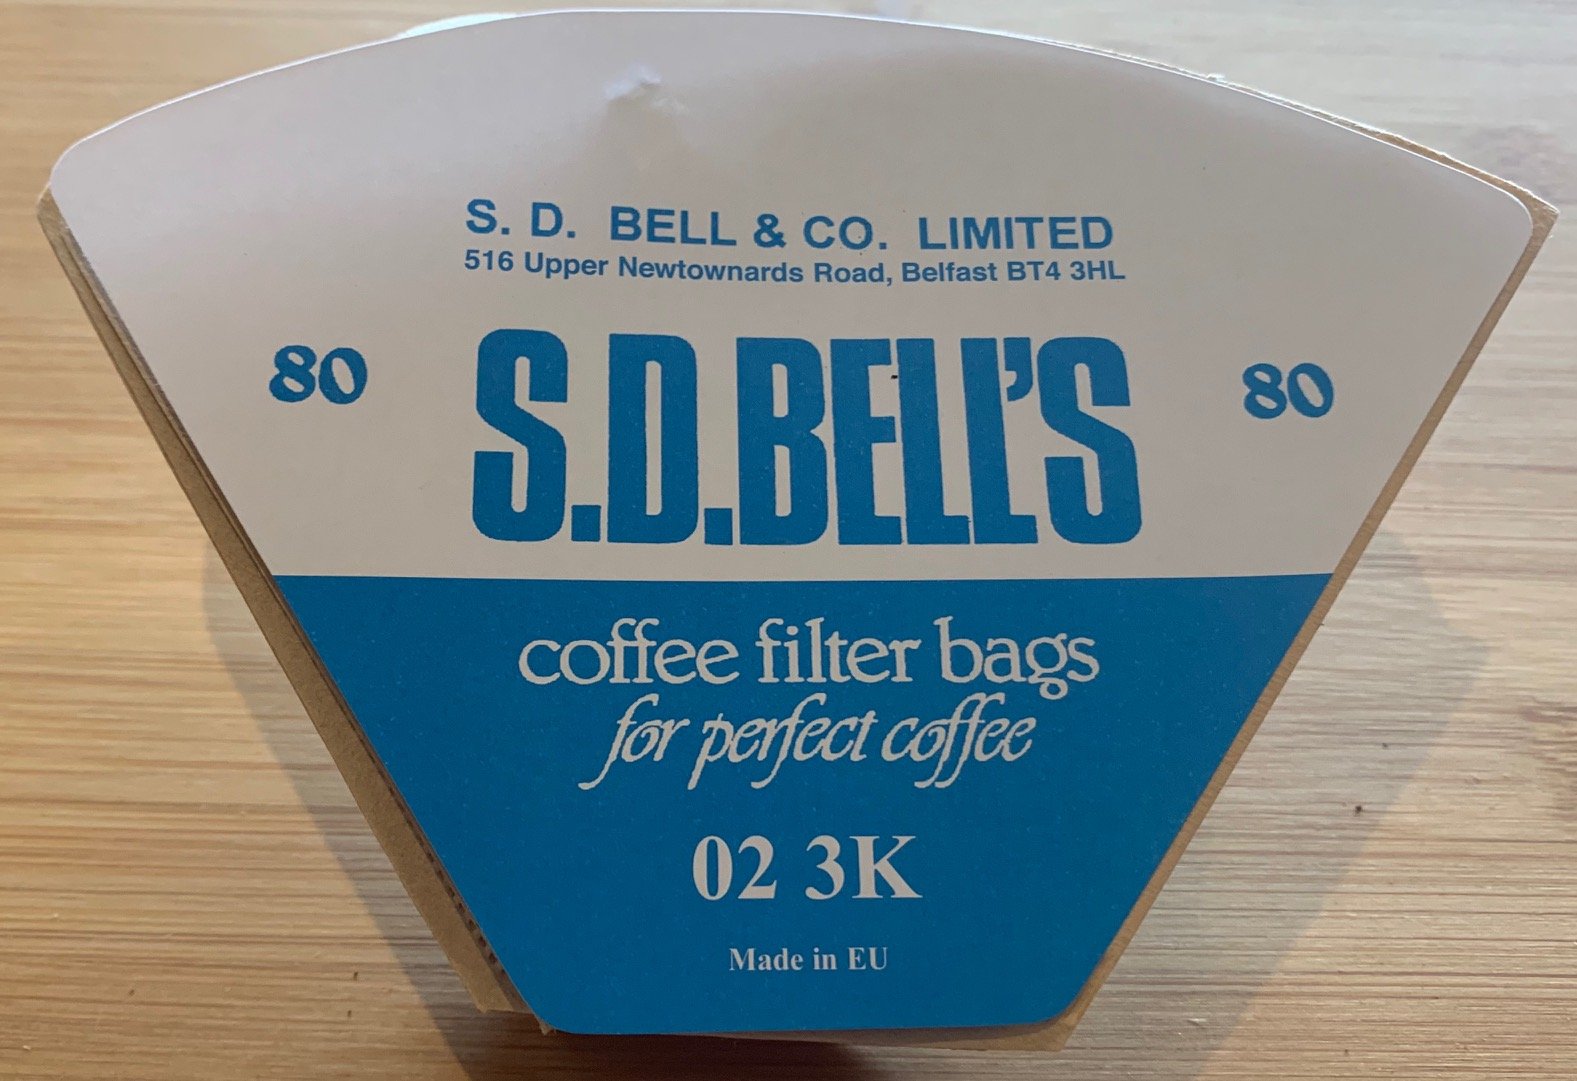 S. D. BELL & CO. LIMITED
516 Upper Newtownards Road, Belfast BT4 3HL
80 S.D.BELL'S 80
coffee filter bags
for perfect coffee
02 3K
Made in EU